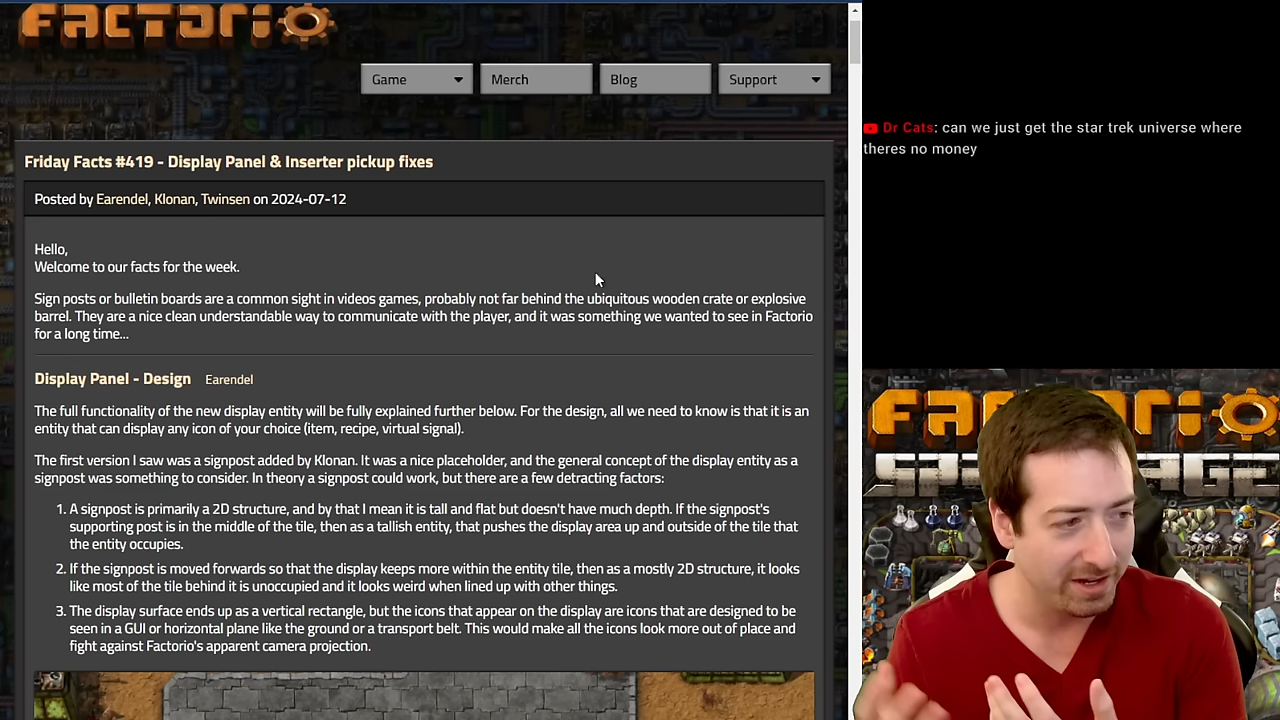 FACTORIO
Game
Merch
Blog
Support
Friday Facts #419 - Display Panel & Inserter pickup fixes
Posted by Earendel, Klonan, Twinsen on 2024-07-12
Hello,
Welcome to our facts for the week.
Sign posts or bulletin boards are a common sight in videos games, probably not far behind the ubiquitous wooden crate or explosive
barrel. They are a nice clean understandable way to communicate with the player, and it was something we wanted to see in Factorio
for a long time...
Display Panel - Design Earendel
The full functionality of the new display entity will be fully explained further below. For the design, all we need to know is that it is an
entity that can display any icon of your choice (item, recipe, virtual signal).
The first version I saw was a signpost added by Klonan. It was a nice placeholder, and the general concept of the display entity as a
signpost was something to consider. In theory a signpost could work, but there are a few detracting factors:
1. A signpost is primarily a 2D structure, and by that I mean it is tall and flat but doesn't have much depth. If the signpost's
supporting post is in the middle of the tile, then as a tallish entity, that pushes the display area up and outside of the tile that
the entity occupies.
2. If the signpost is moved forwards so that the display keeps more within the entity tile, then as a mostly 2D structure, it looks
like most of the tile behind it is unoccupied and it looks weird when lined up with other things.
3. The display surface ends up as a vertical rectangle, but the icons that appear on the display are icons that are designed to be
seen in a GUI or horizontal plane like the ground or a transport belt. This would make all the icons look more out of place and
fight against Factorio's apparent camera projection.
Dr Cats: can we just get the star trek universe where
theres no money